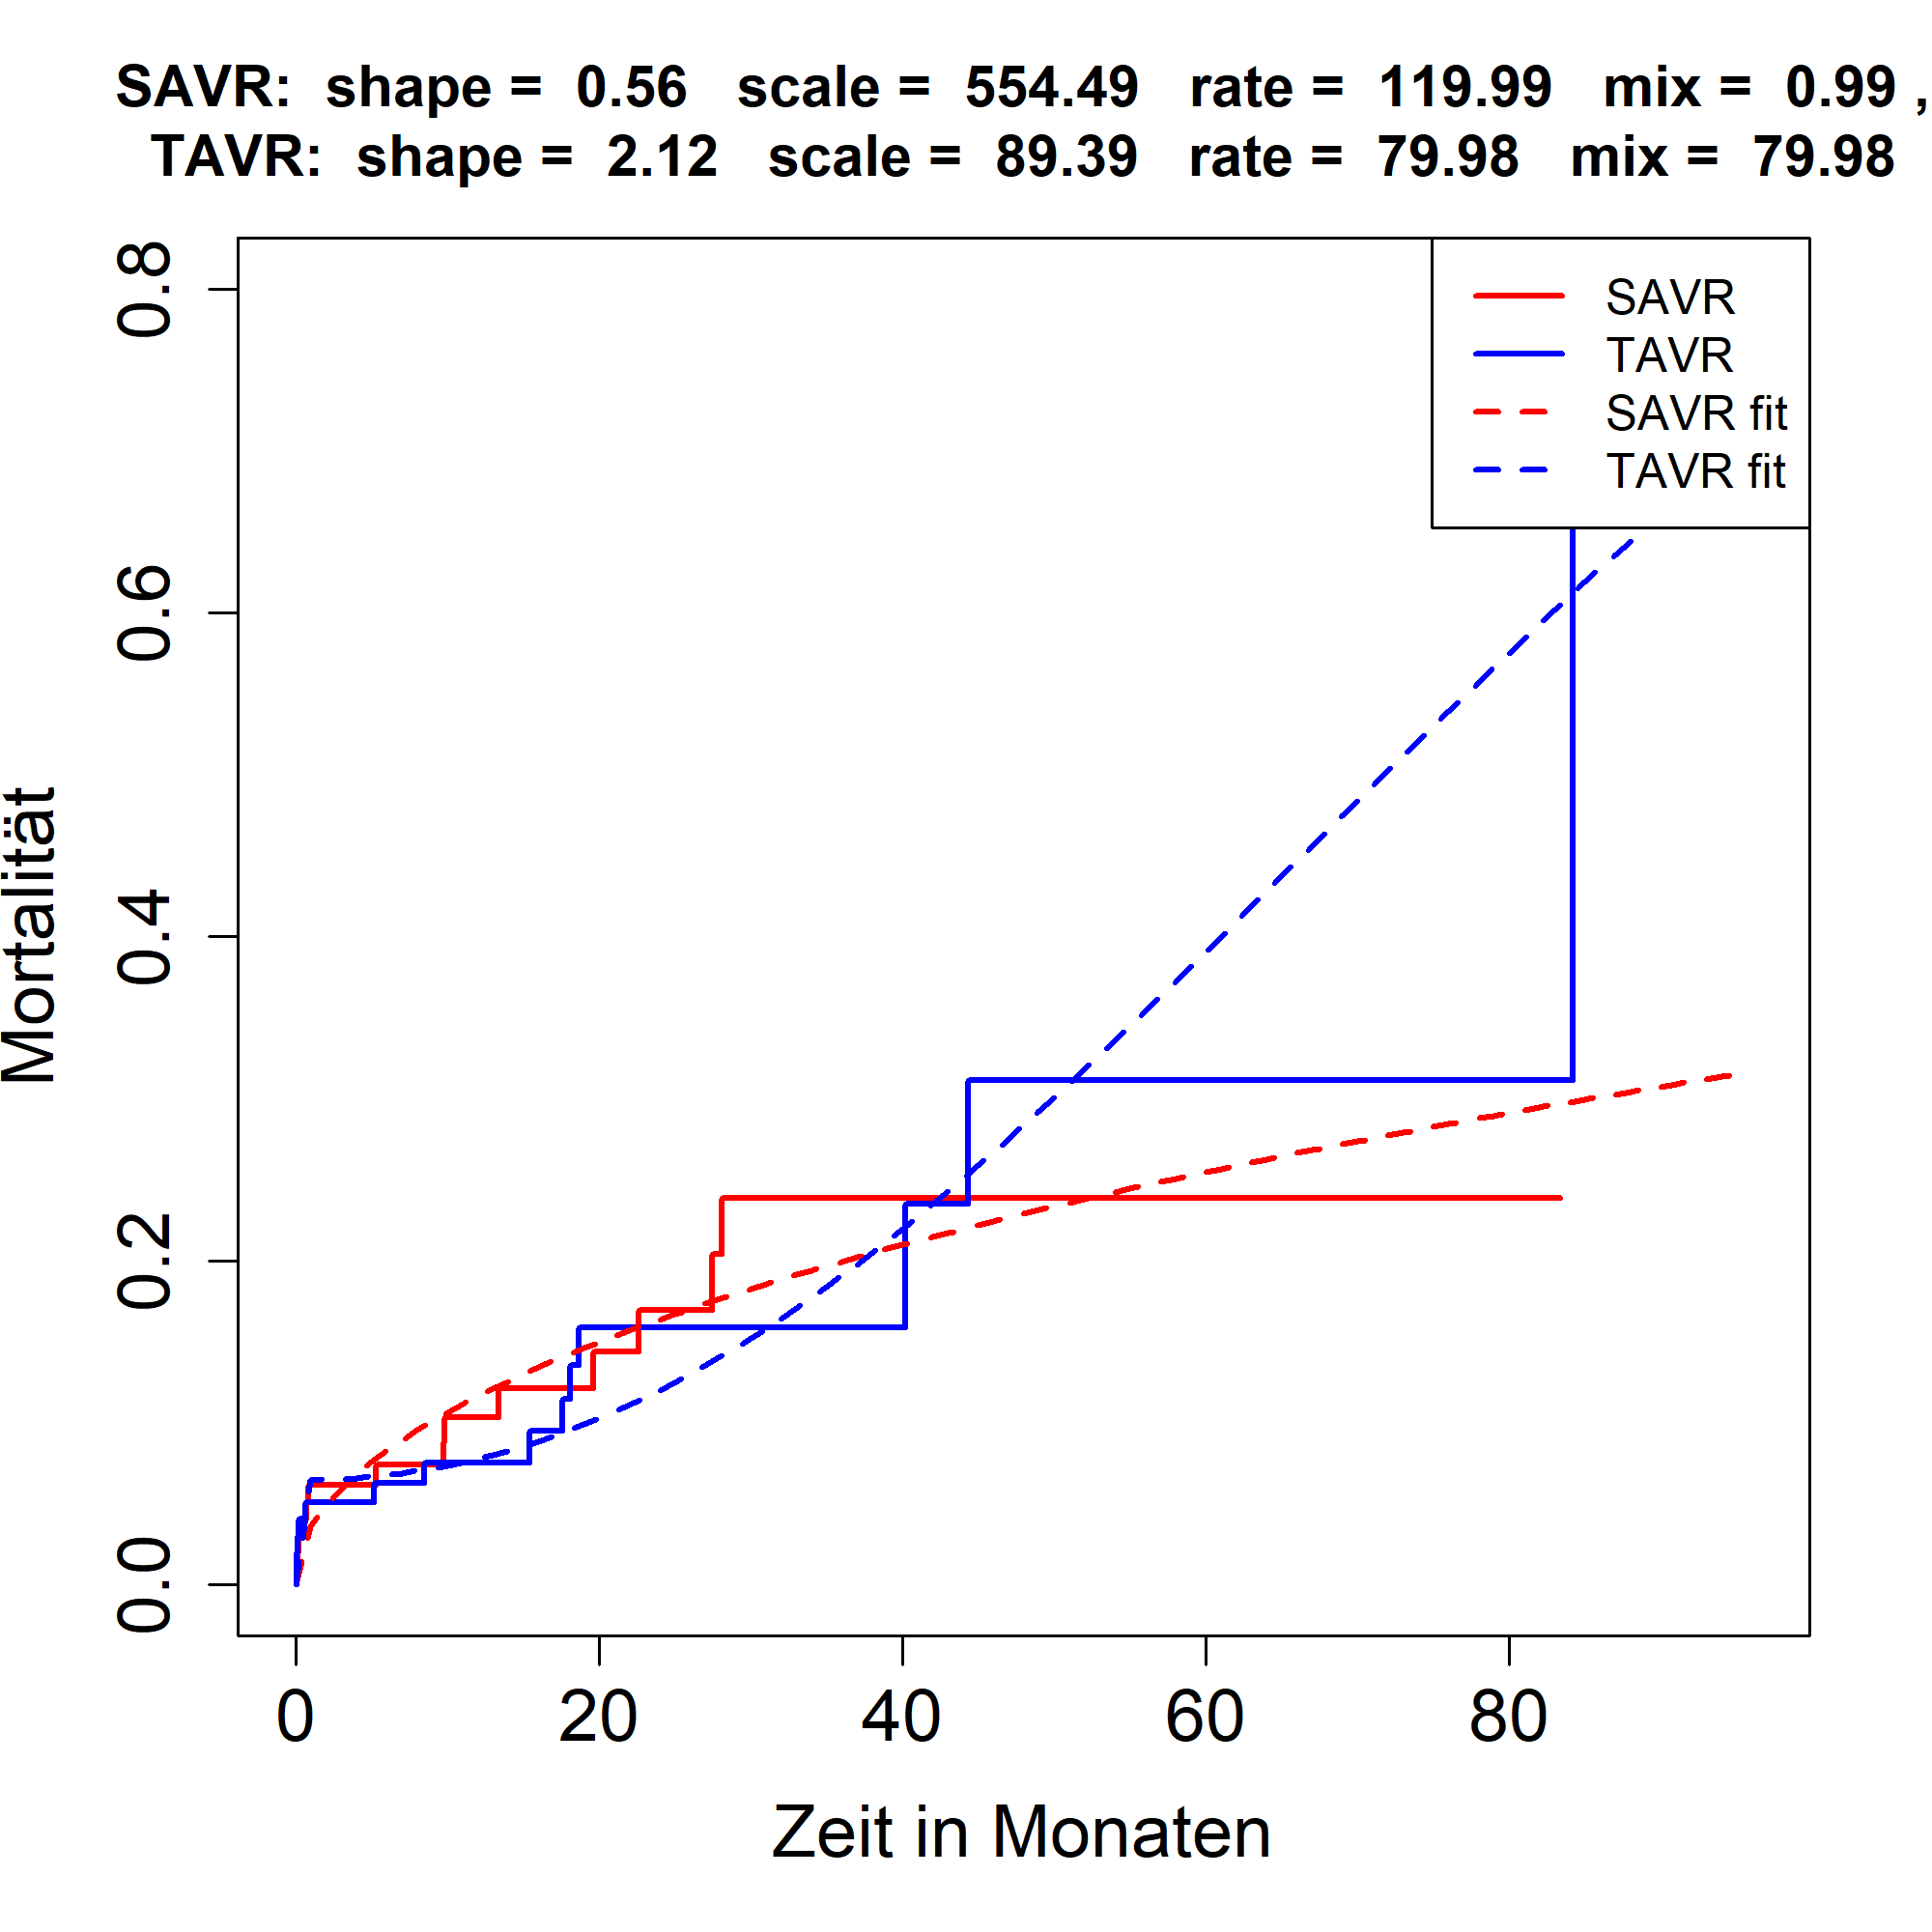 SAVR: shape = 0.56 scale = 554.49 rate = 119.99 mix = 0.99 ,
TAVR: shape = 2.12 scale = 89.39 rate = 79.98 mix = 79.98
SAVR
TAVR
SAVR fit
TAVR fit
0.8
0.6
0.4
0.2
0.0
Mortalität
0 20 40 60 80
Zeit in Monaten